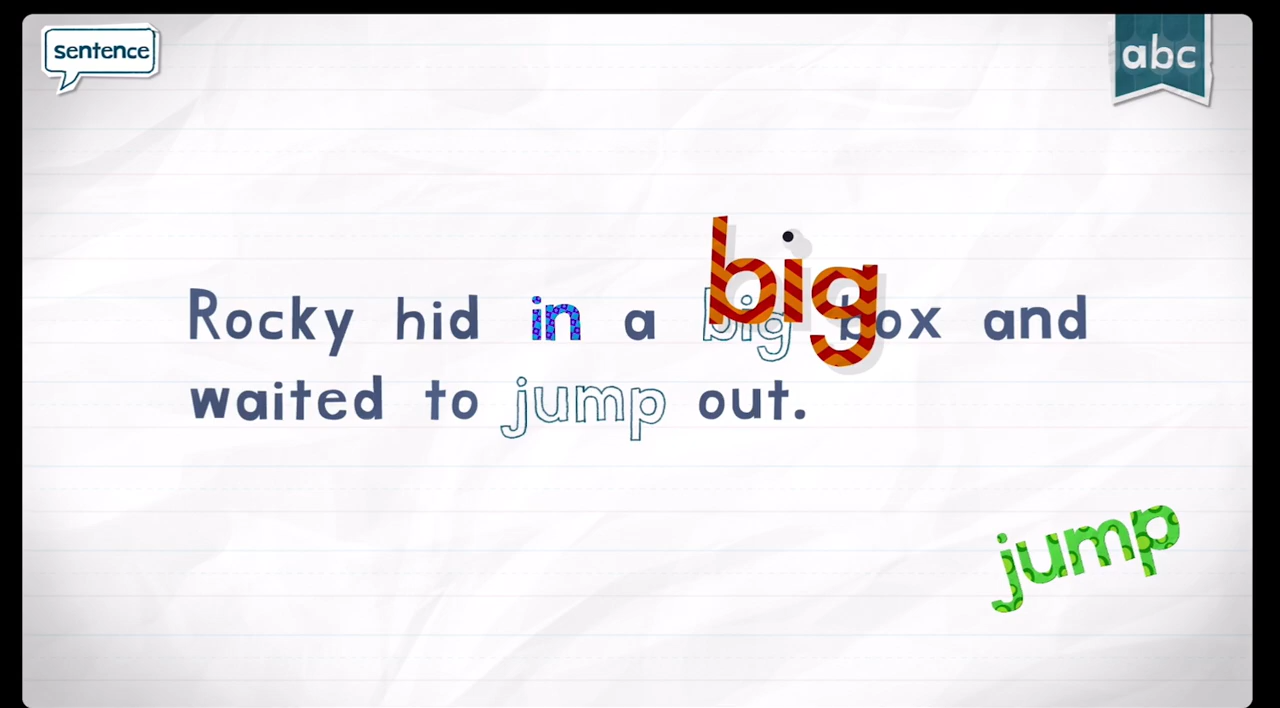 sentence
abc
big
Rocky hid in a big box and
waited to jump out.
jump